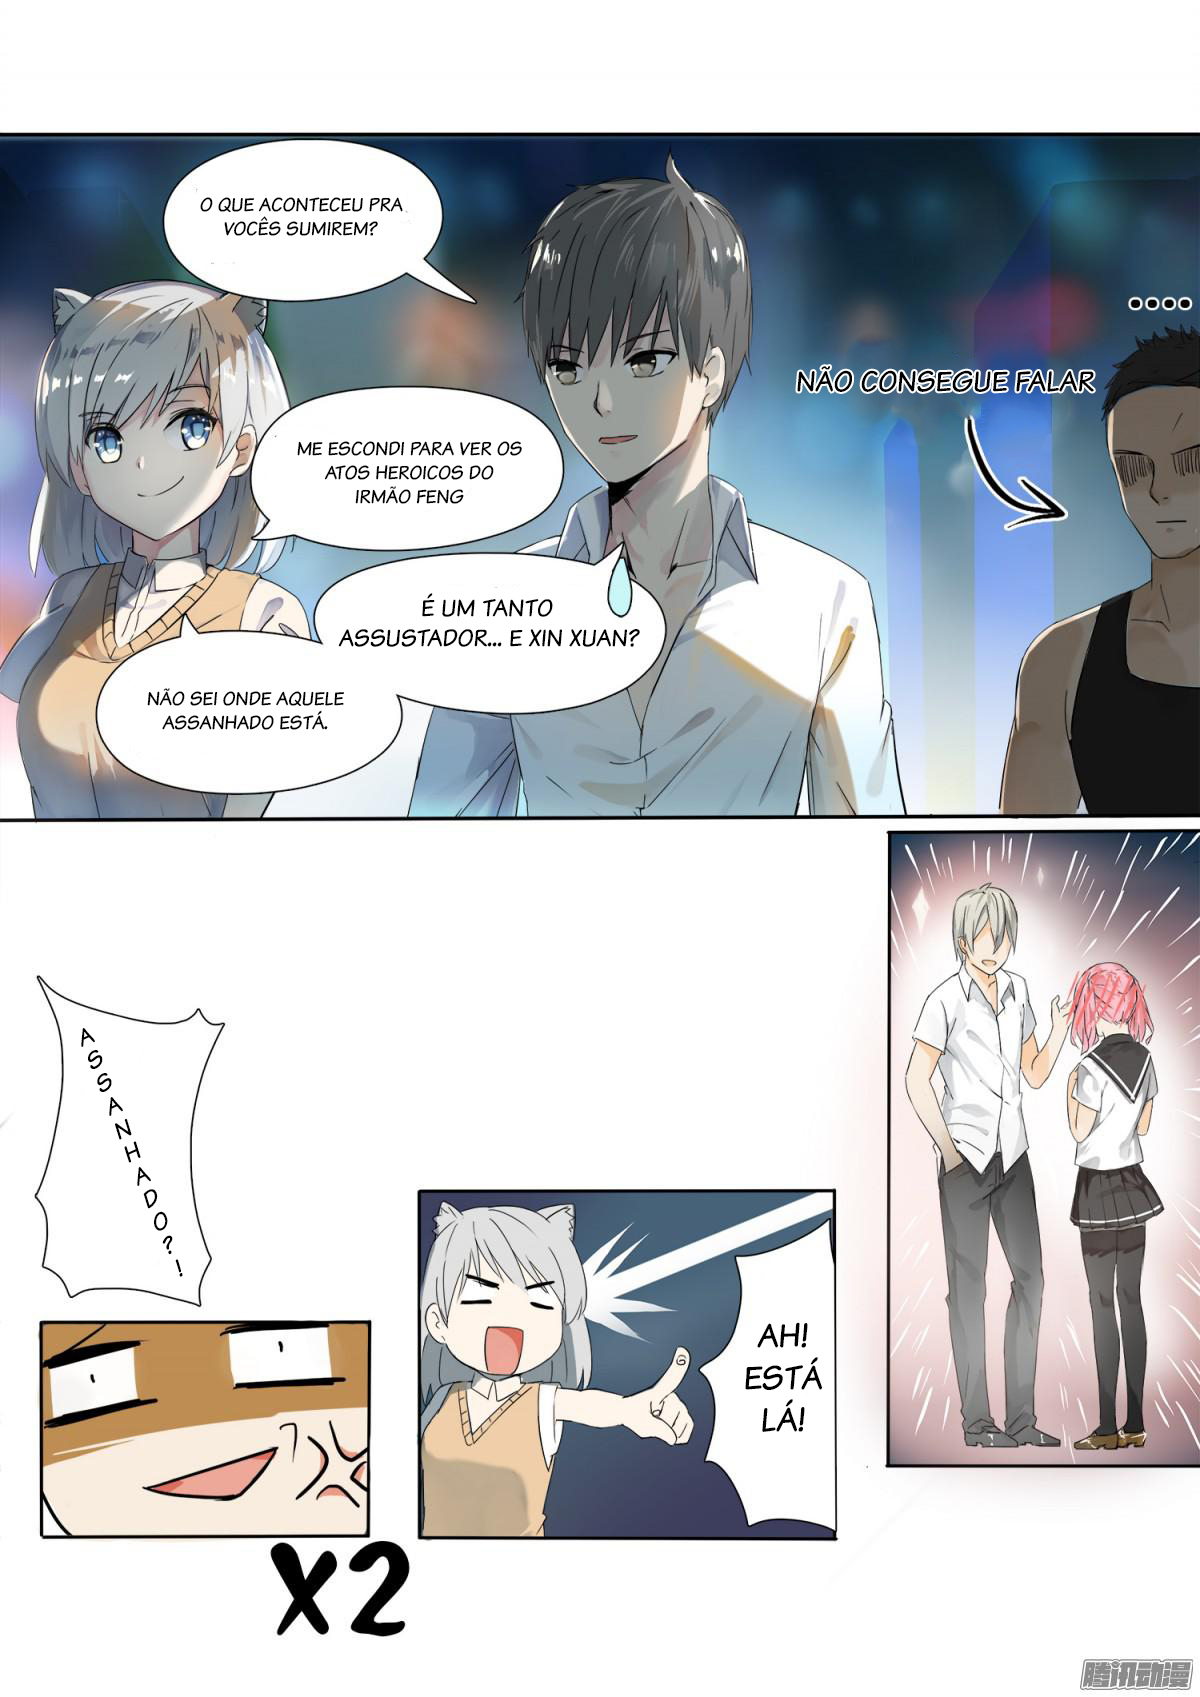 O QUE ACONTECEU PRA
VOCÊS SUMIREM?
....
NÃO CONSEGUE FALAR
ME ESCONDI PARA VER OS
ATOS HEROICOS DO
IRMÃO FENG
É UM TANTO
ASSUSTADOR... E XIN XUAN?
NÃO SEI ONDE AQUELE
ASSANHADO ESTÁ.
AH!
ESTÁ
LÁ!
ASSANHADO?!
X2
腾讯动漫